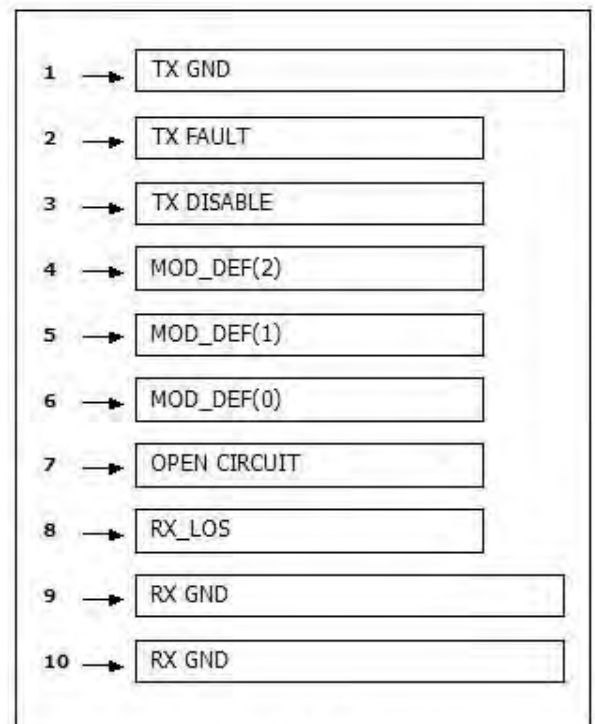 1 TX GND
2 TX FAULT
3 TX DISABLE
4 MOD_DEF(2)
5 MOD_DEF(1)
6 MOD_DEF(0)
7 OPEN CIRCUIT
8 RX_LOS
9 RX GND
10 RX GND